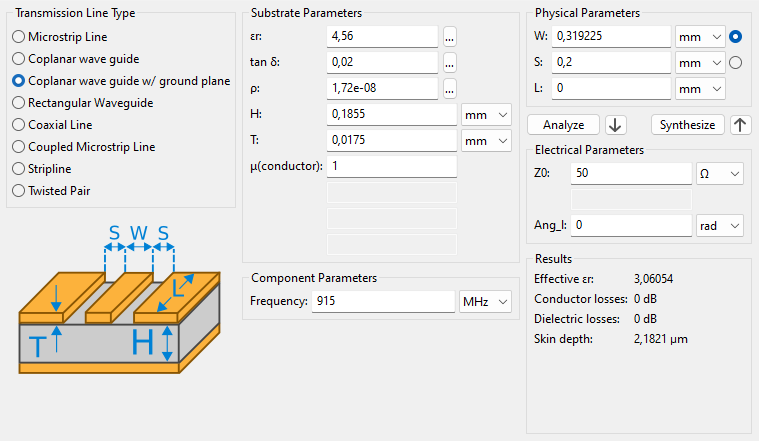 Transmission Line Type
Microstrip Line
Coplanar wave guide
Coplanar wave guide w/ ground plane
Rectangular Waveguide
Coaxial Line
Coupled Microstrip Line
Stripline
Twisted Pair
S W S
L
T
H
Substrate Parameters
εr: 4,56 ...
tan δ: 0,02 ...
ρ: 1,72e-08 ...
H: 0,1855 mm
T: 0,0175 mm
μ(conductor): 1
Component Parameters
Frequency: 915 MHz
Physical Parameters
W: 0,319225 mm
S: 0,2 mm
L: 0 mm
Analyze Synthesize
Electrical Parameters
Z0: 50 Ω
Ang_l: 0 rad
Results
Effective εr: 3,06054
Conductor losses: 0 dB
Dielectric losses: 0 dB
Skin depth: 2,1821 μm